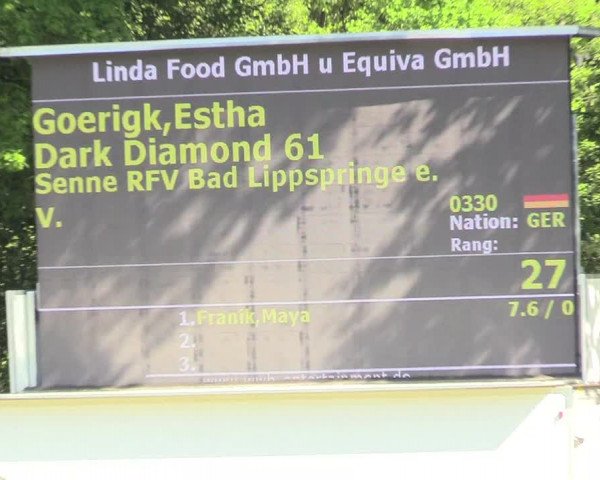 Linda Food GmbH u Equiva GmbH
Goerigk,Estha
Dark Diamond 61
Senne RFV Bad Lippspringe e.
V.
0330
Nation: GER
Rang:
27
1. Franik,Maya 7.6 / 0
2.
3.